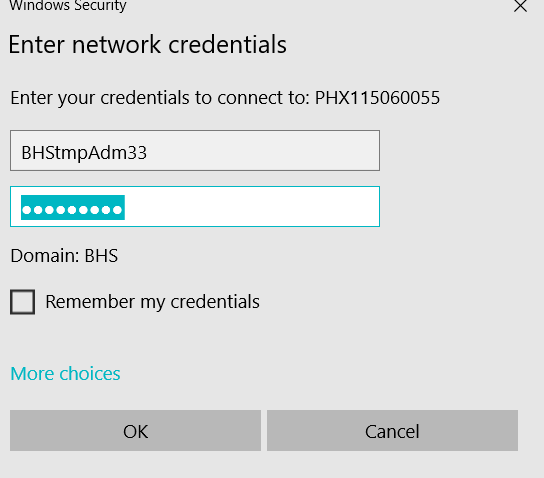 Windows Security
Enter network credentials
Enter your credentials to connect to: PHX115060055
BHStmpAdm33
●●●●●●●●●
Domain: BHS
Remember my credentials
More choices
OK
Cancel